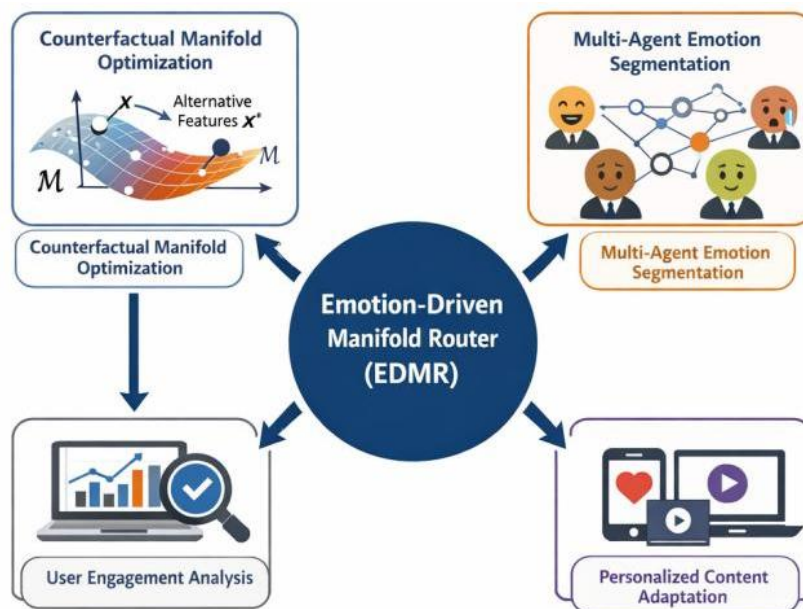 Counterfactual Manifold
Optimization
X
Alternative
Features X*
M
M
Counterfactual Manifold
Optimization
Multi-Agent Emotion
Segmentation
Multi-Agent Emotion
Segmentation
Emotion-Driven
Manifold Router
(EDMR)
User Engagement Analysis
Personalized Content
Adaptation